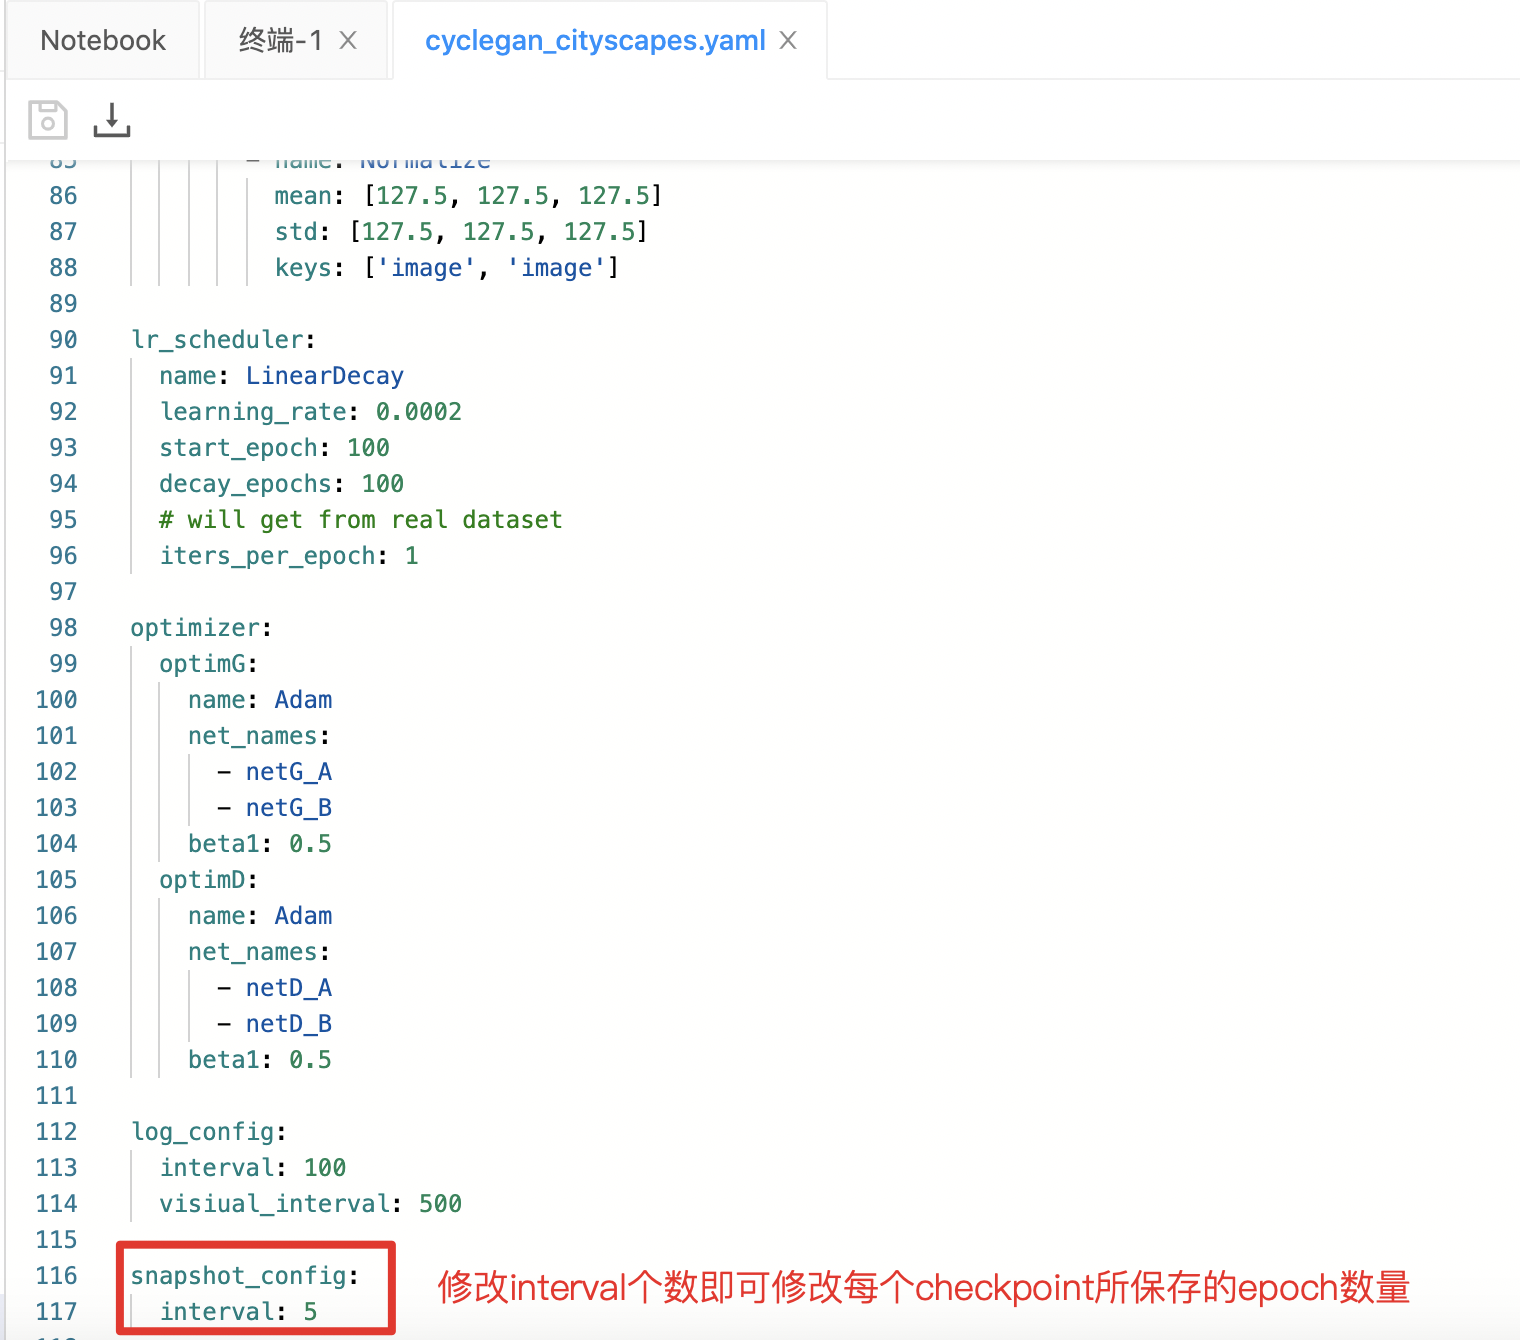 Notebook 终端-1 X cyclegan_cityscapes.yaml X
85 - name: Normalize
86 mean: [127.5, 127.5, 127.5]
87 std: [127.5, 127.5, 127.5]
88 keys: ['image', 'image']
89
90 lr_scheduler:
91 name: LinearDecay
92 learning_rate: 0.0002
93 start_epoch: 100
94 decay_epochs: 100
95 # will get from real dataset
96 iters_per_epoch: 1
97
98 optimizer:
99 optimG:
100 name: Adam
101 net_names:
102 - netG_A
103 - netG_B
104 beta1: 0.5
105 optimD:
106 name: Adam
107 net_names:
108 - netD_A
109 - netD_B
110 beta1: 0.5
111
112 log_config:
113 interval: 100
114 visiual_interval: 500
115
116 snapshot_config:
117 interval: 5
修改interval个数即可修改每个checkpoint所保存的epoch数量